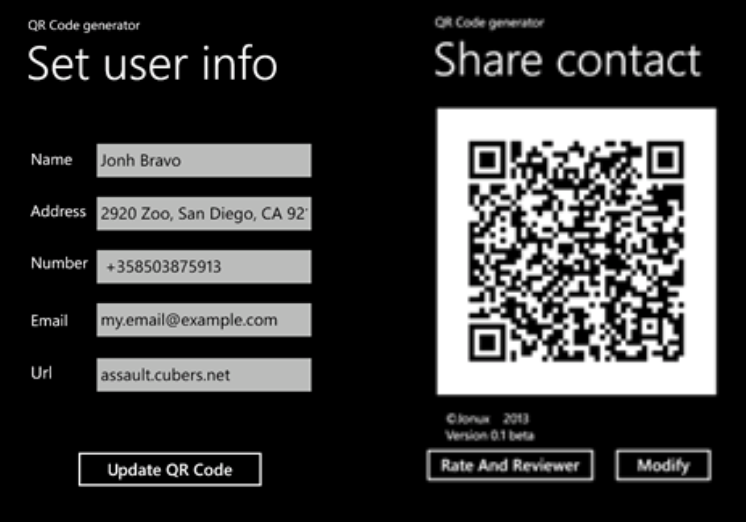 QR Code generator
Set user info
Name Jonh Bravo
Address 2920 Zoo, San Diego, CA 92
Number +358503875913
Email my.email@example.com
Url assault.cubers.net
Update QR Code
QR Code generator
Share contact
©Jonux 2013
Version 0.1 beta
Rate And Reviewer Modify